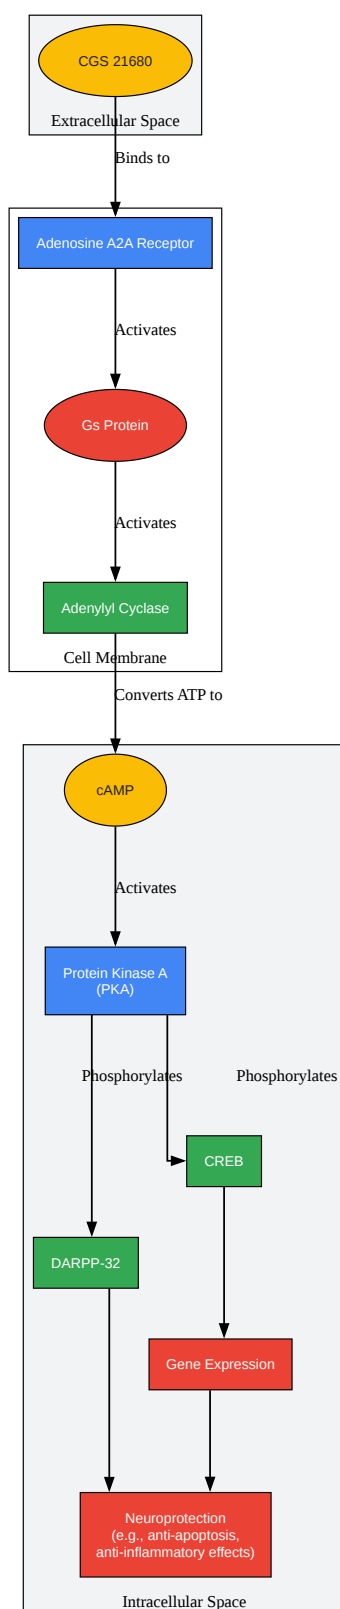 CGS 21680
Extracellular Space
Binds to
Adenosine A2A Receptor
Activates
Gs Protein
Activates
Adenylyl Cyclase
Cell Membrane
Converts ATP to
cAMP
Activates
Protein Kinase A
(PKA)
Phosphorylates
Phosphorylates
CREB
DARPP-32
Gene Expression
Neuroprotection
(e.g., anti-apoptosis,
anti-inflammatory effects)
Intracellular Space